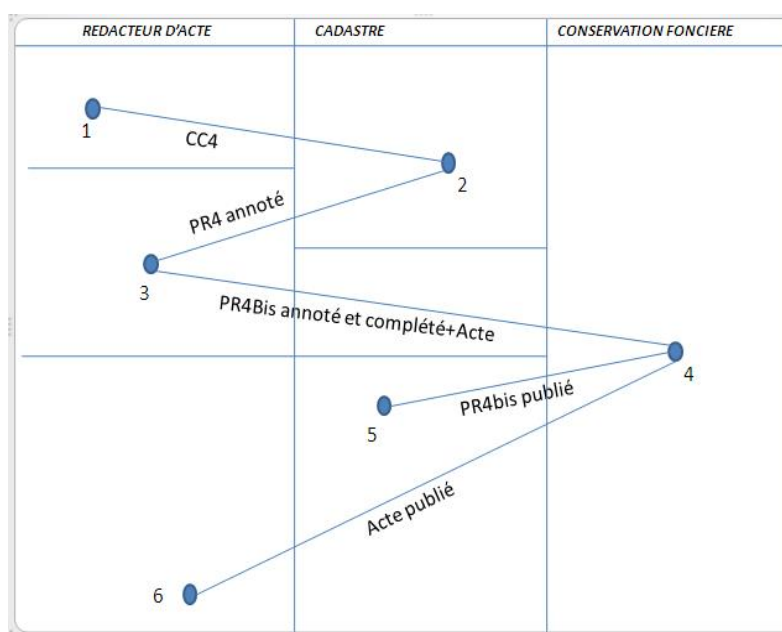 REDACTEUR D'ACTE
CADASTRE
CONSERVATION FONCIERE
1
CC4
2
PR4 annoté
3
PR4Bis annoté et complété+Acte
4
PR4bis publié
5
Acte publié
6